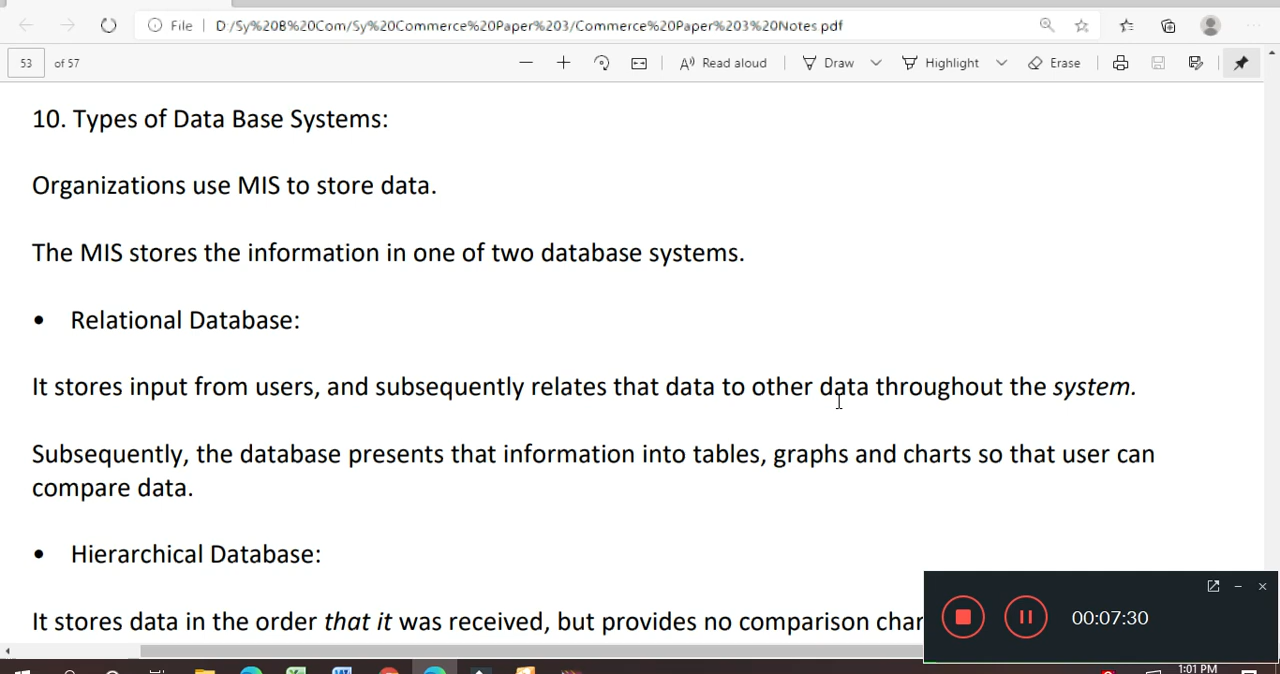 File D:/Sy%20B%20Com/Sy%20Commerce%20Paper%203/Commerce%20Paper%203%20Notes pdf
53 of 57 Read aloud Draw Highlight Erase
10. Types of Data Base Systems:
Organizations use MIS to store data.
The MIS stores the information in one of two database systems.
• Relational Database:
It stores input from users, and subsequently relates that data to other data throughout the system.
Subsequently, the database presents that information into tables, graphs and charts so that user can
compare data.
• Hierarchical Database:
It stores data in the order that it was received, but provides no comparison char
00:07:30
1:01 PM